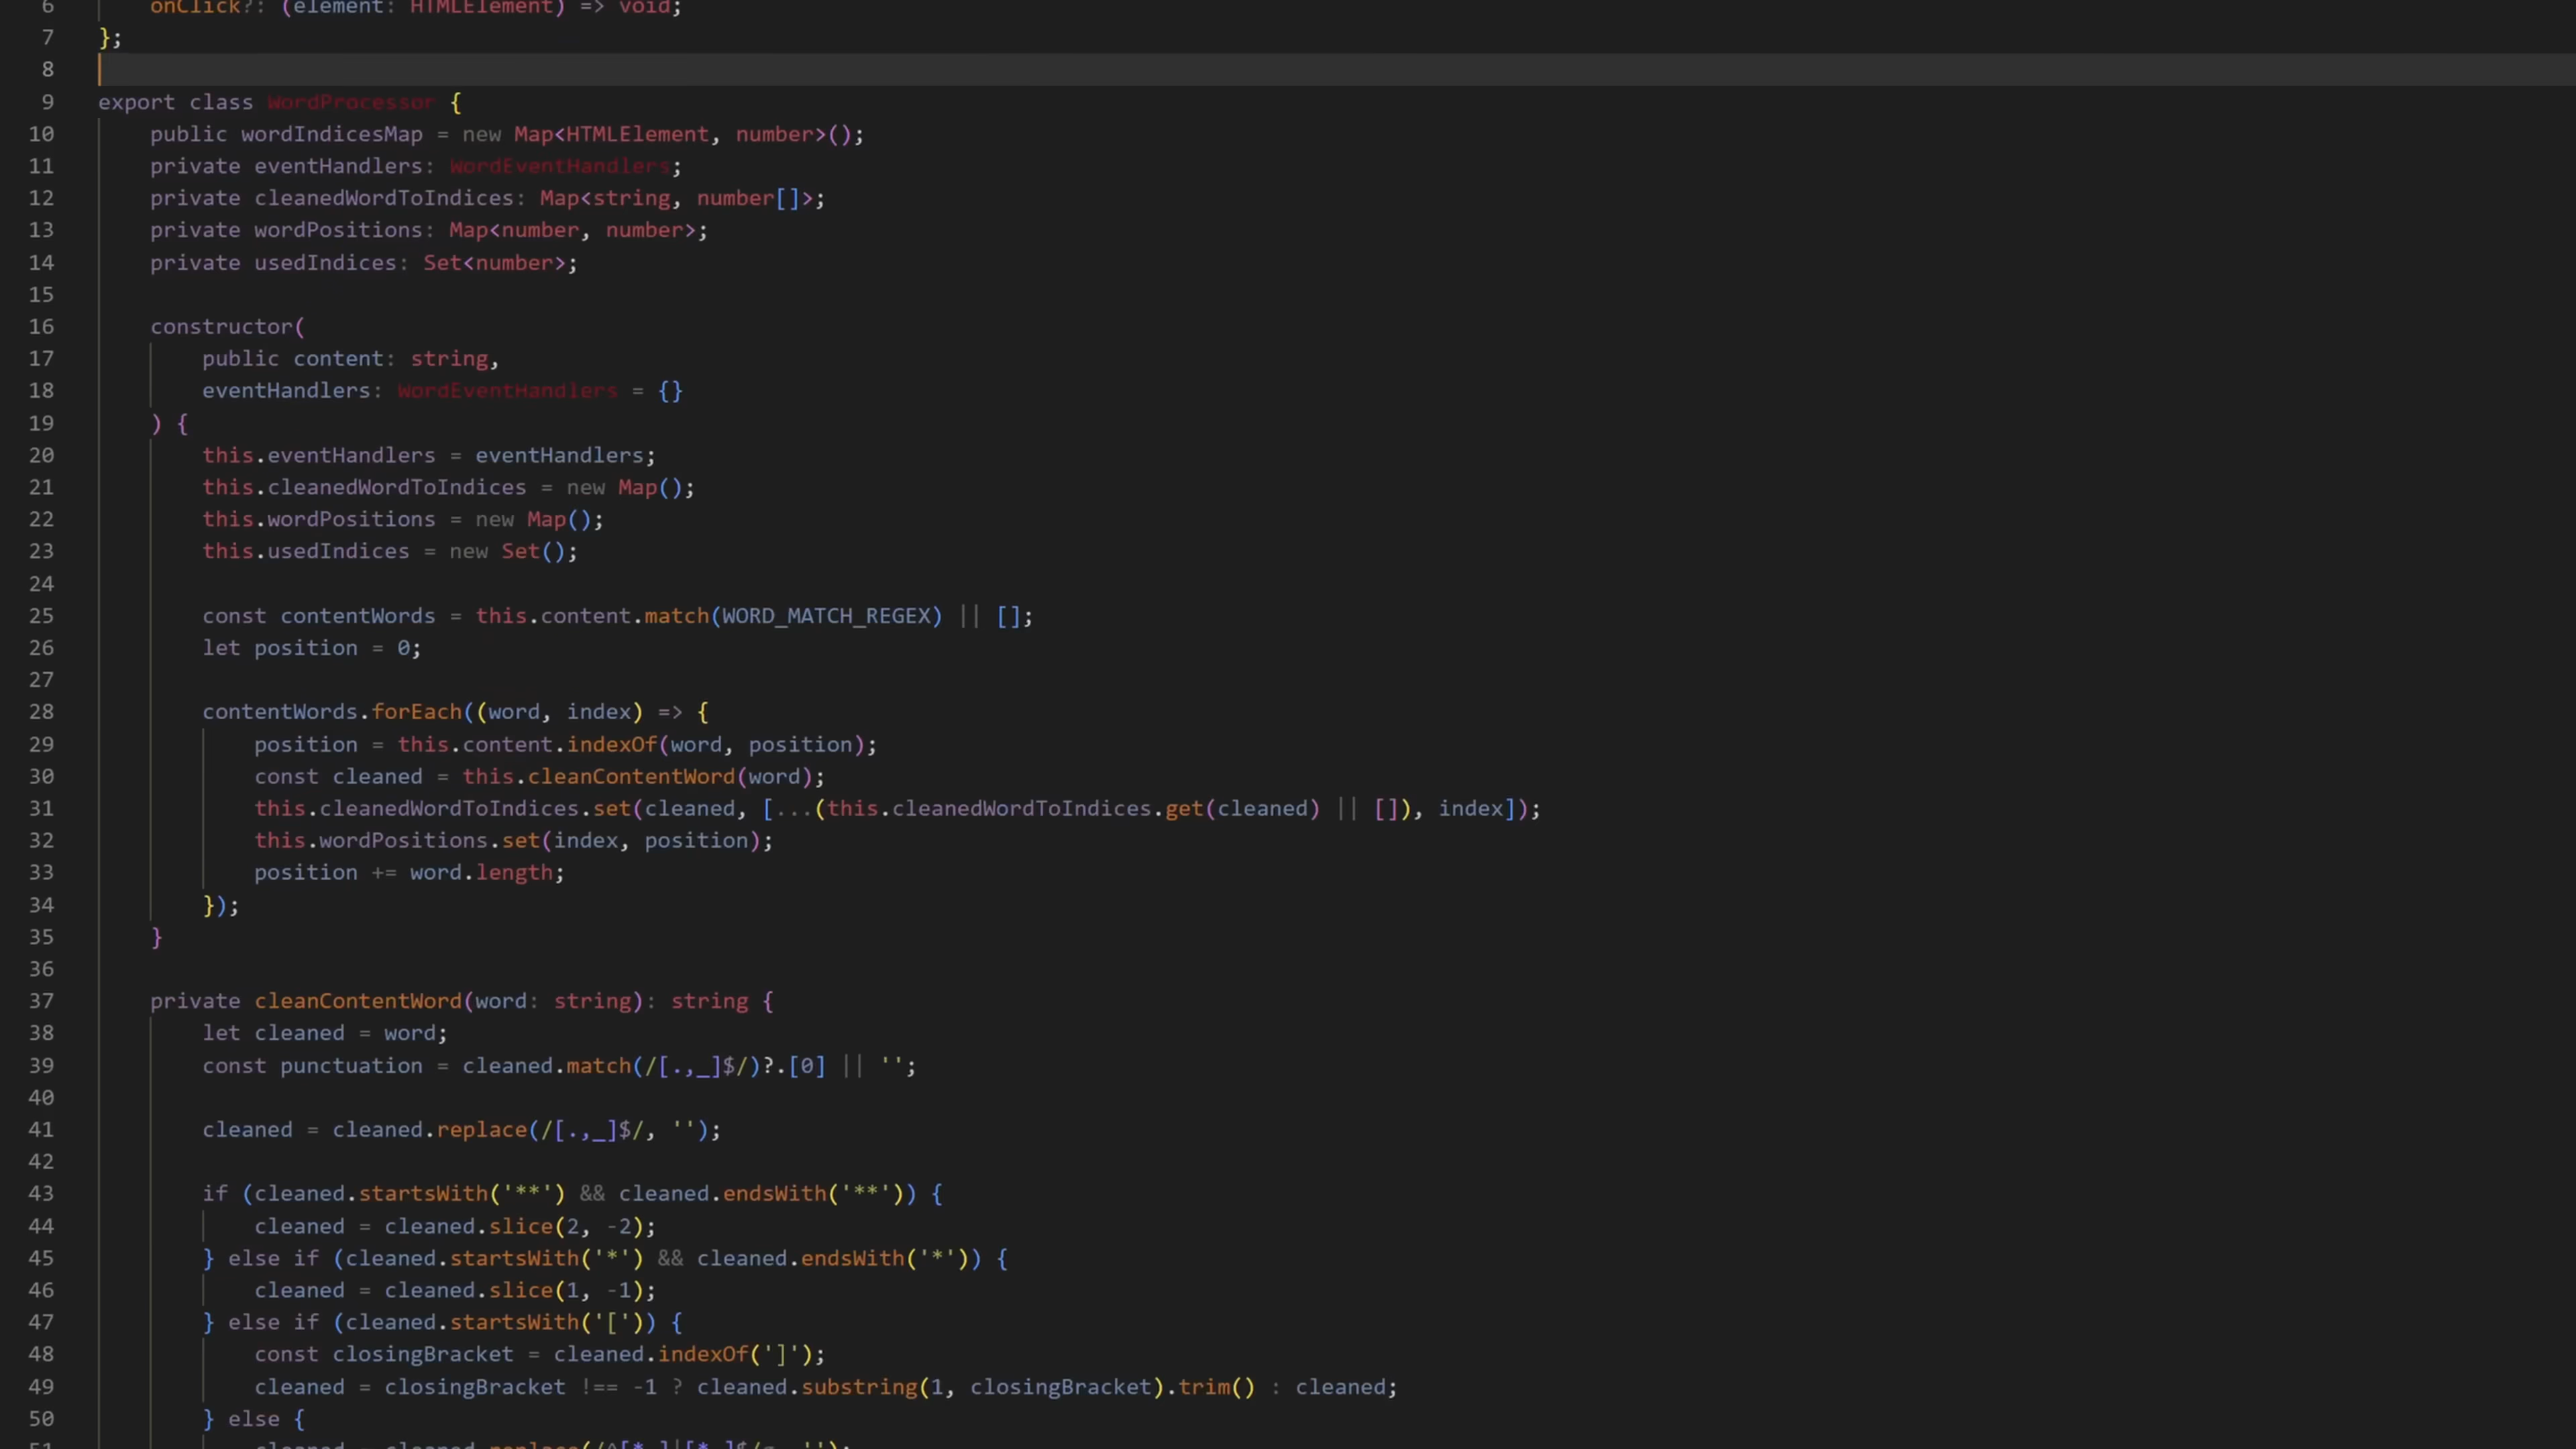 6 onClick?: (element: HTMLElement) => void;
7 };
8
9 export class WordProcessor {
10 public wordIndicesMap = new Map<HTMLElement, number>();
11 private eventHandlers: WordEventHandlers;
12 private cleanedWordToIndices: Map<string, number[]>;
13 private wordPositions: Map<number, number>;
14 private usedIndices: Set<number>;
15
16 constructor(
17 public content: string,
18 eventHandlers: WordEventHandlers = {}
19 ) {
20 this.eventHandlers = eventHandlers;
21 this.cleanedWordToIndices = new Map();
22 this.wordPositions = new Map();
23 this.usedIndices = new Set();
24
25 const contentWords = this.content.match(WORD_MATCH_REGEX) || [];
26 let position = 0;
27
28 contentWords.forEach((word, index) => {
29 position = this.content.indexOf(word, position);
30 const cleaned = this.cleanContentWord(word);
31 this.cleanedWordToIndices.set(cleaned, [...(this.cleanedWordToIndices.get(cleaned) || []), index]);
32 this.wordPositions.set(index, position);
33 position += word.length;
34 });
35 }
36
37 private cleanContentWord(word: string): string {
38 let cleaned = word;
39 const punctuation = cleaned.match(/[.,_]$/)?.[0] || '';
40
41 cleaned = cleaned.replace(/[.,_]$/, '');
42
43 if (cleaned.startsWith('**') && cleaned.endsWith('**')) {
44 cleaned = cleaned.slice(2, -2);
45 } else if (cleaned.startsWith('*') && cleaned.endsWith('*')) {
46 cleaned = cleaned.slice(1, -1);
47 } else if (cleaned.startsWith('[')) {
48 const closingBracket = cleaned.indexOf(']');
49 cleaned = closingBracket !== -1 ? cleaned.substring(1, closingBracket).trim() : cleaned;
50 } else {